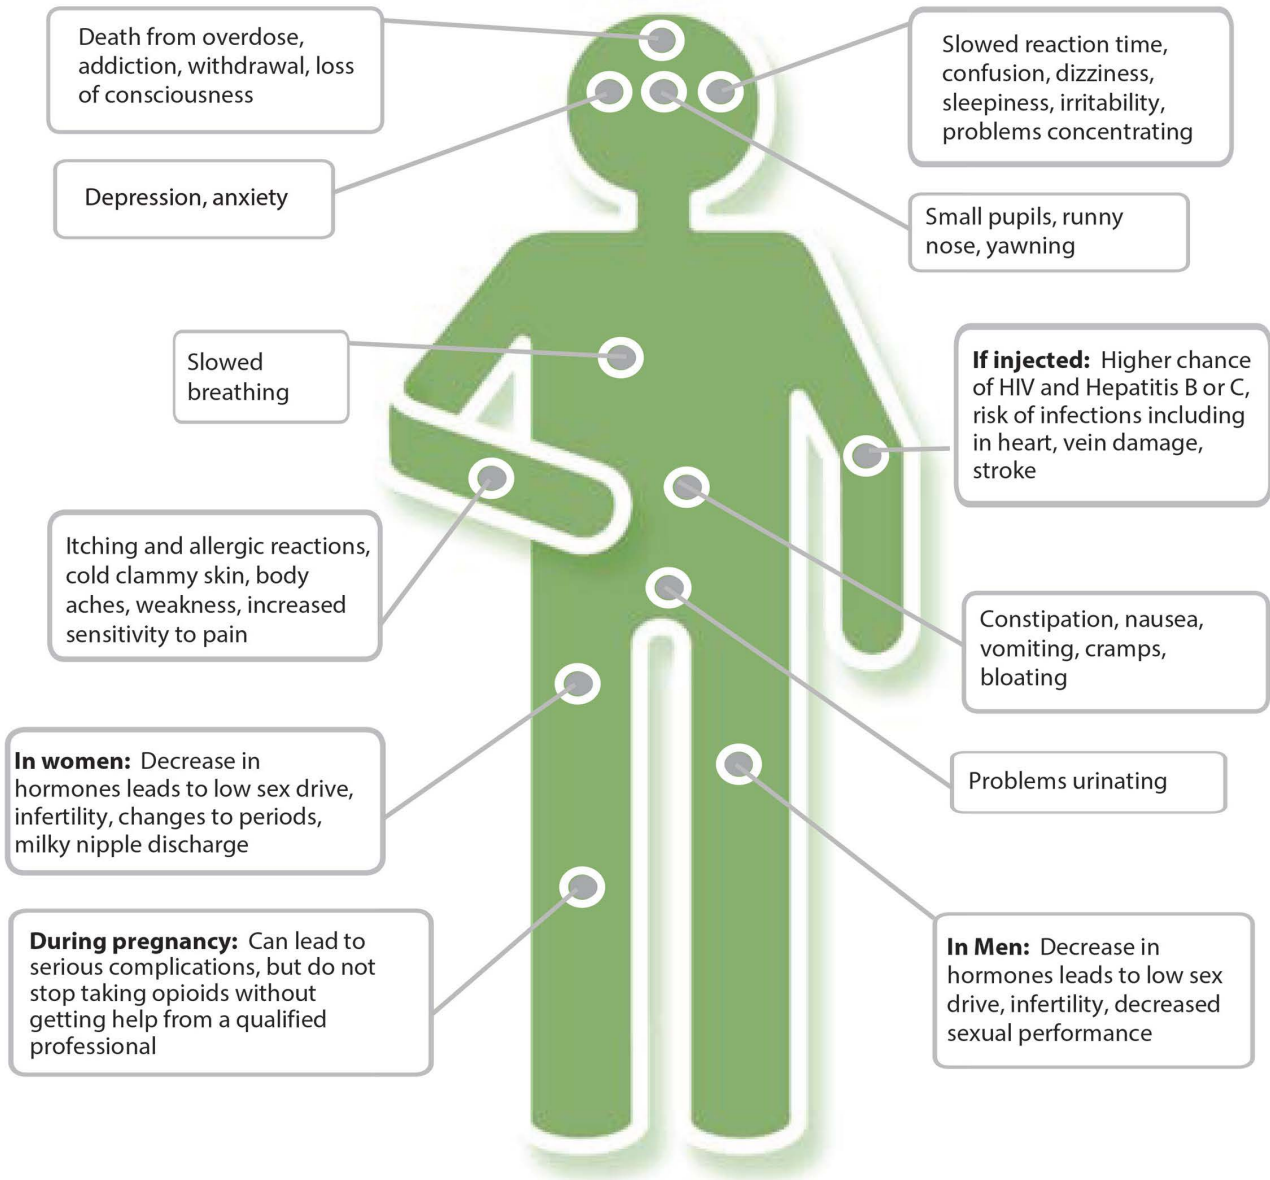 Death from overdose,
addiction, withdrawal, loss
of consciousness
Slowed reaction time,
confusion, dizziness,
sleepiness, irritability,
problems concentrating
Depression, anxiety
Small pupils, runny
nose, yawning
Slowed
breathing
If injected: Higher chance
of HIV and Hepatitis B or C,
risk of infections including
in heart, vein damage,
stroke
Itching and allergic reactions,
cold clammy skin, body
aches, weakness, increased
sensitivity to pain
Constipation, nausea,
vomiting, cramps,
bloating
In women: Decrease in
hormones leads to low sex drive,
infertility, changes to periods,
milky nipple discharge
Problems urinating
During pregnancy: Can lead to
serious complications, but do not
stop taking opioids without
getting help from a qualified
professional
In Men: Decrease in
hormones leads to low sex
drive, infertility, decreased
sexual performance